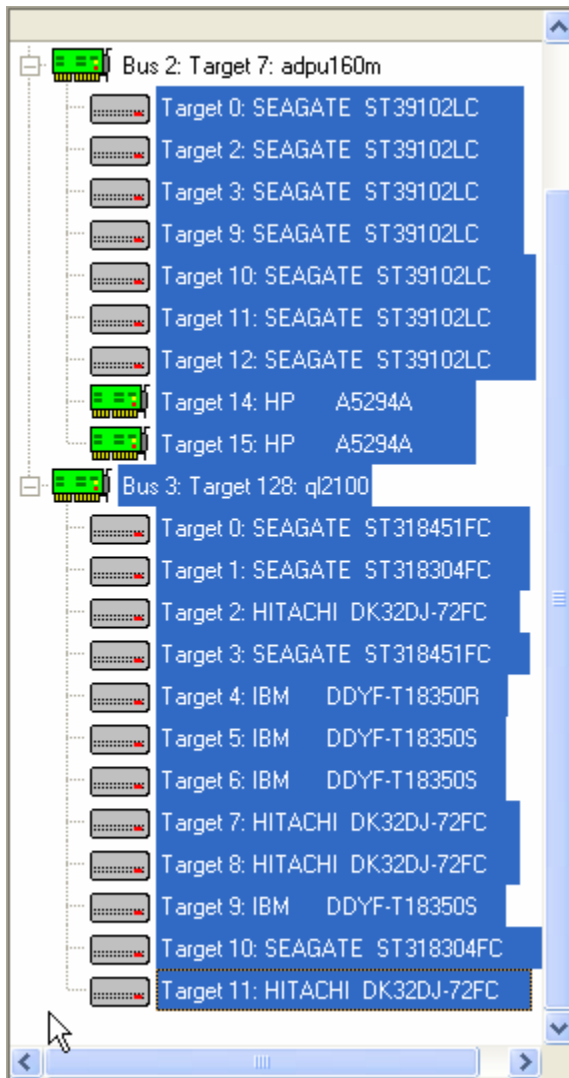 Bus 2: Target 7: adpu160m
Target 0: SEAGATE ST39102LC
Target 2: SEAGATE ST39102LC
Target 3: SEAGATE ST39102LC
Target 9: SEAGATE ST39102LC
Target 10: SEAGATE ST39102LC
Target 11: SEAGATE ST39102LC
Target 12: SEAGATE ST39102LC
Target 14: HP A5294A
Target 15: HP A5294A
Bus 3: Target 128: ql2100
Target 0: SEAGATE ST318451FC
Target 1: SEAGATE ST318304FC
Target 2: HITACHI DK32DJ-72FC
Target 3: SEAGATE ST318451FC
Target 4: IBM DDYF-T18350R
Target 5: IBM DDYF-T18350S
Target 6: IBM DDYF-T18350S
Target 7: HITACHI DK32DJ-72FC
Target 8: HITACHI DK32DJ-72FC
Target 9: IBM DDYF-T18350S
Target 10: SEAGATE ST318304FC
Target 11: HITACHI DK32DJ-72FC